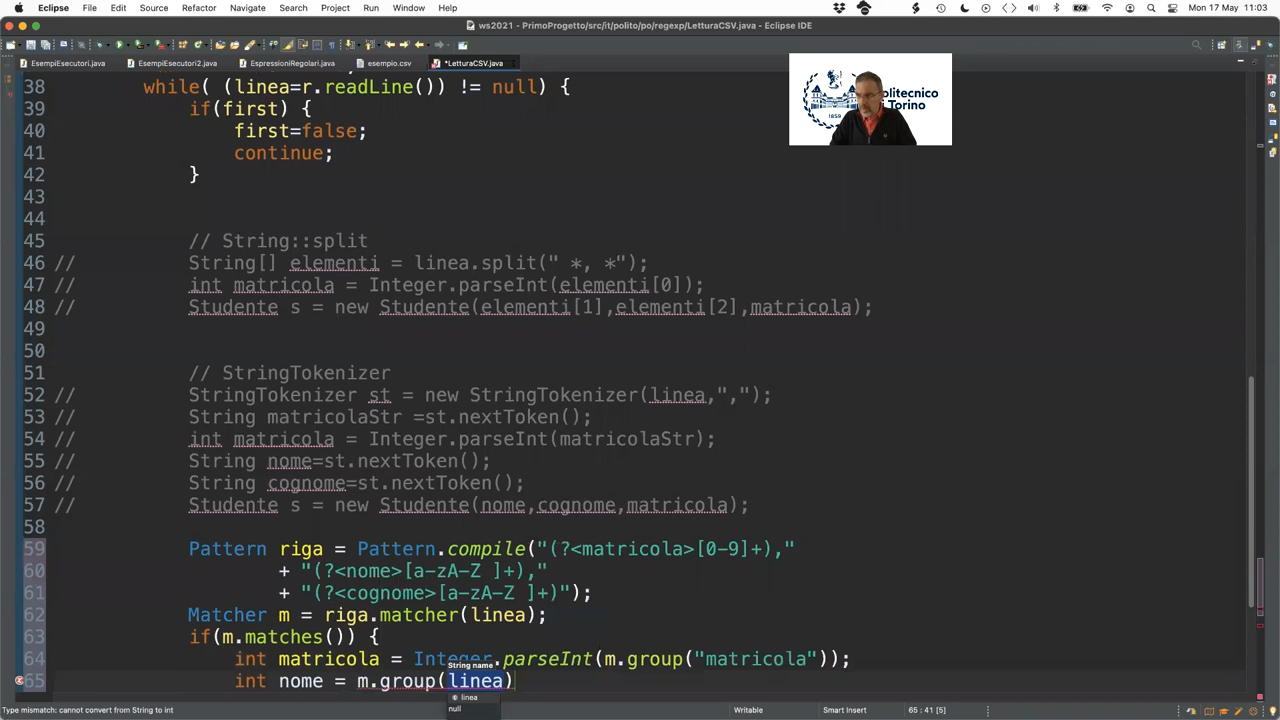 Eclipse File Edit Source Refactor Navigate Search Project Run Window Help Mon 17 May 11:03
ws2021 - PrimoProgetto/src/it/polito/po/regexp/LetturaCSV.java - Eclipse IDE
EsempiEsecutori.java EsempiEsecutori2.java EspressioniRegolari.java esempio.csv *LetturaCSV.java
38 while( (linea=r.readLine()) != null) {
39 if(first) {
40 first=false;
41 continue;
42 }
43
44
45 // String::split
46 // String[] elementi = linea.split(" *, *");
47 // int matricola = Integer.parseInt(elementi[0]);
48 // Studente s = new Studente(elementi[1],elementi[2],matricola);
49
50
51 // StringTokenizer
52 // StringTokenizer st = new StringTokenizer(linea,",");
53 // String matricolaStr =st.nextToken();
54 // int matricola = Integer.parseInt(matricolaStr);
55 // String nome=st.nextToken();
56 // String cognome=st.nextToken();
57 // Studente s = new Studente(nome,cognome,matricola);
58
59 Pattern riga = Pattern.compile("(?<matricola>[0-9]+),"
60 + "(?<nome>[a-zA-Z ]+),"
61 + "(?<cognome>[a-zA-Z ]+)");
62 Matcher m = riga.matcher(linea);
63 if(m.matches()) {
64 int matricola = Integer.parseInt(m.group("matricola"));
String name
65 int nome = m.group(linea)
linea
null
Type mismatch: cannot convert from String to int Writable Smart Insert 65 : 41 [5]
Politecnico
di Torino
1859